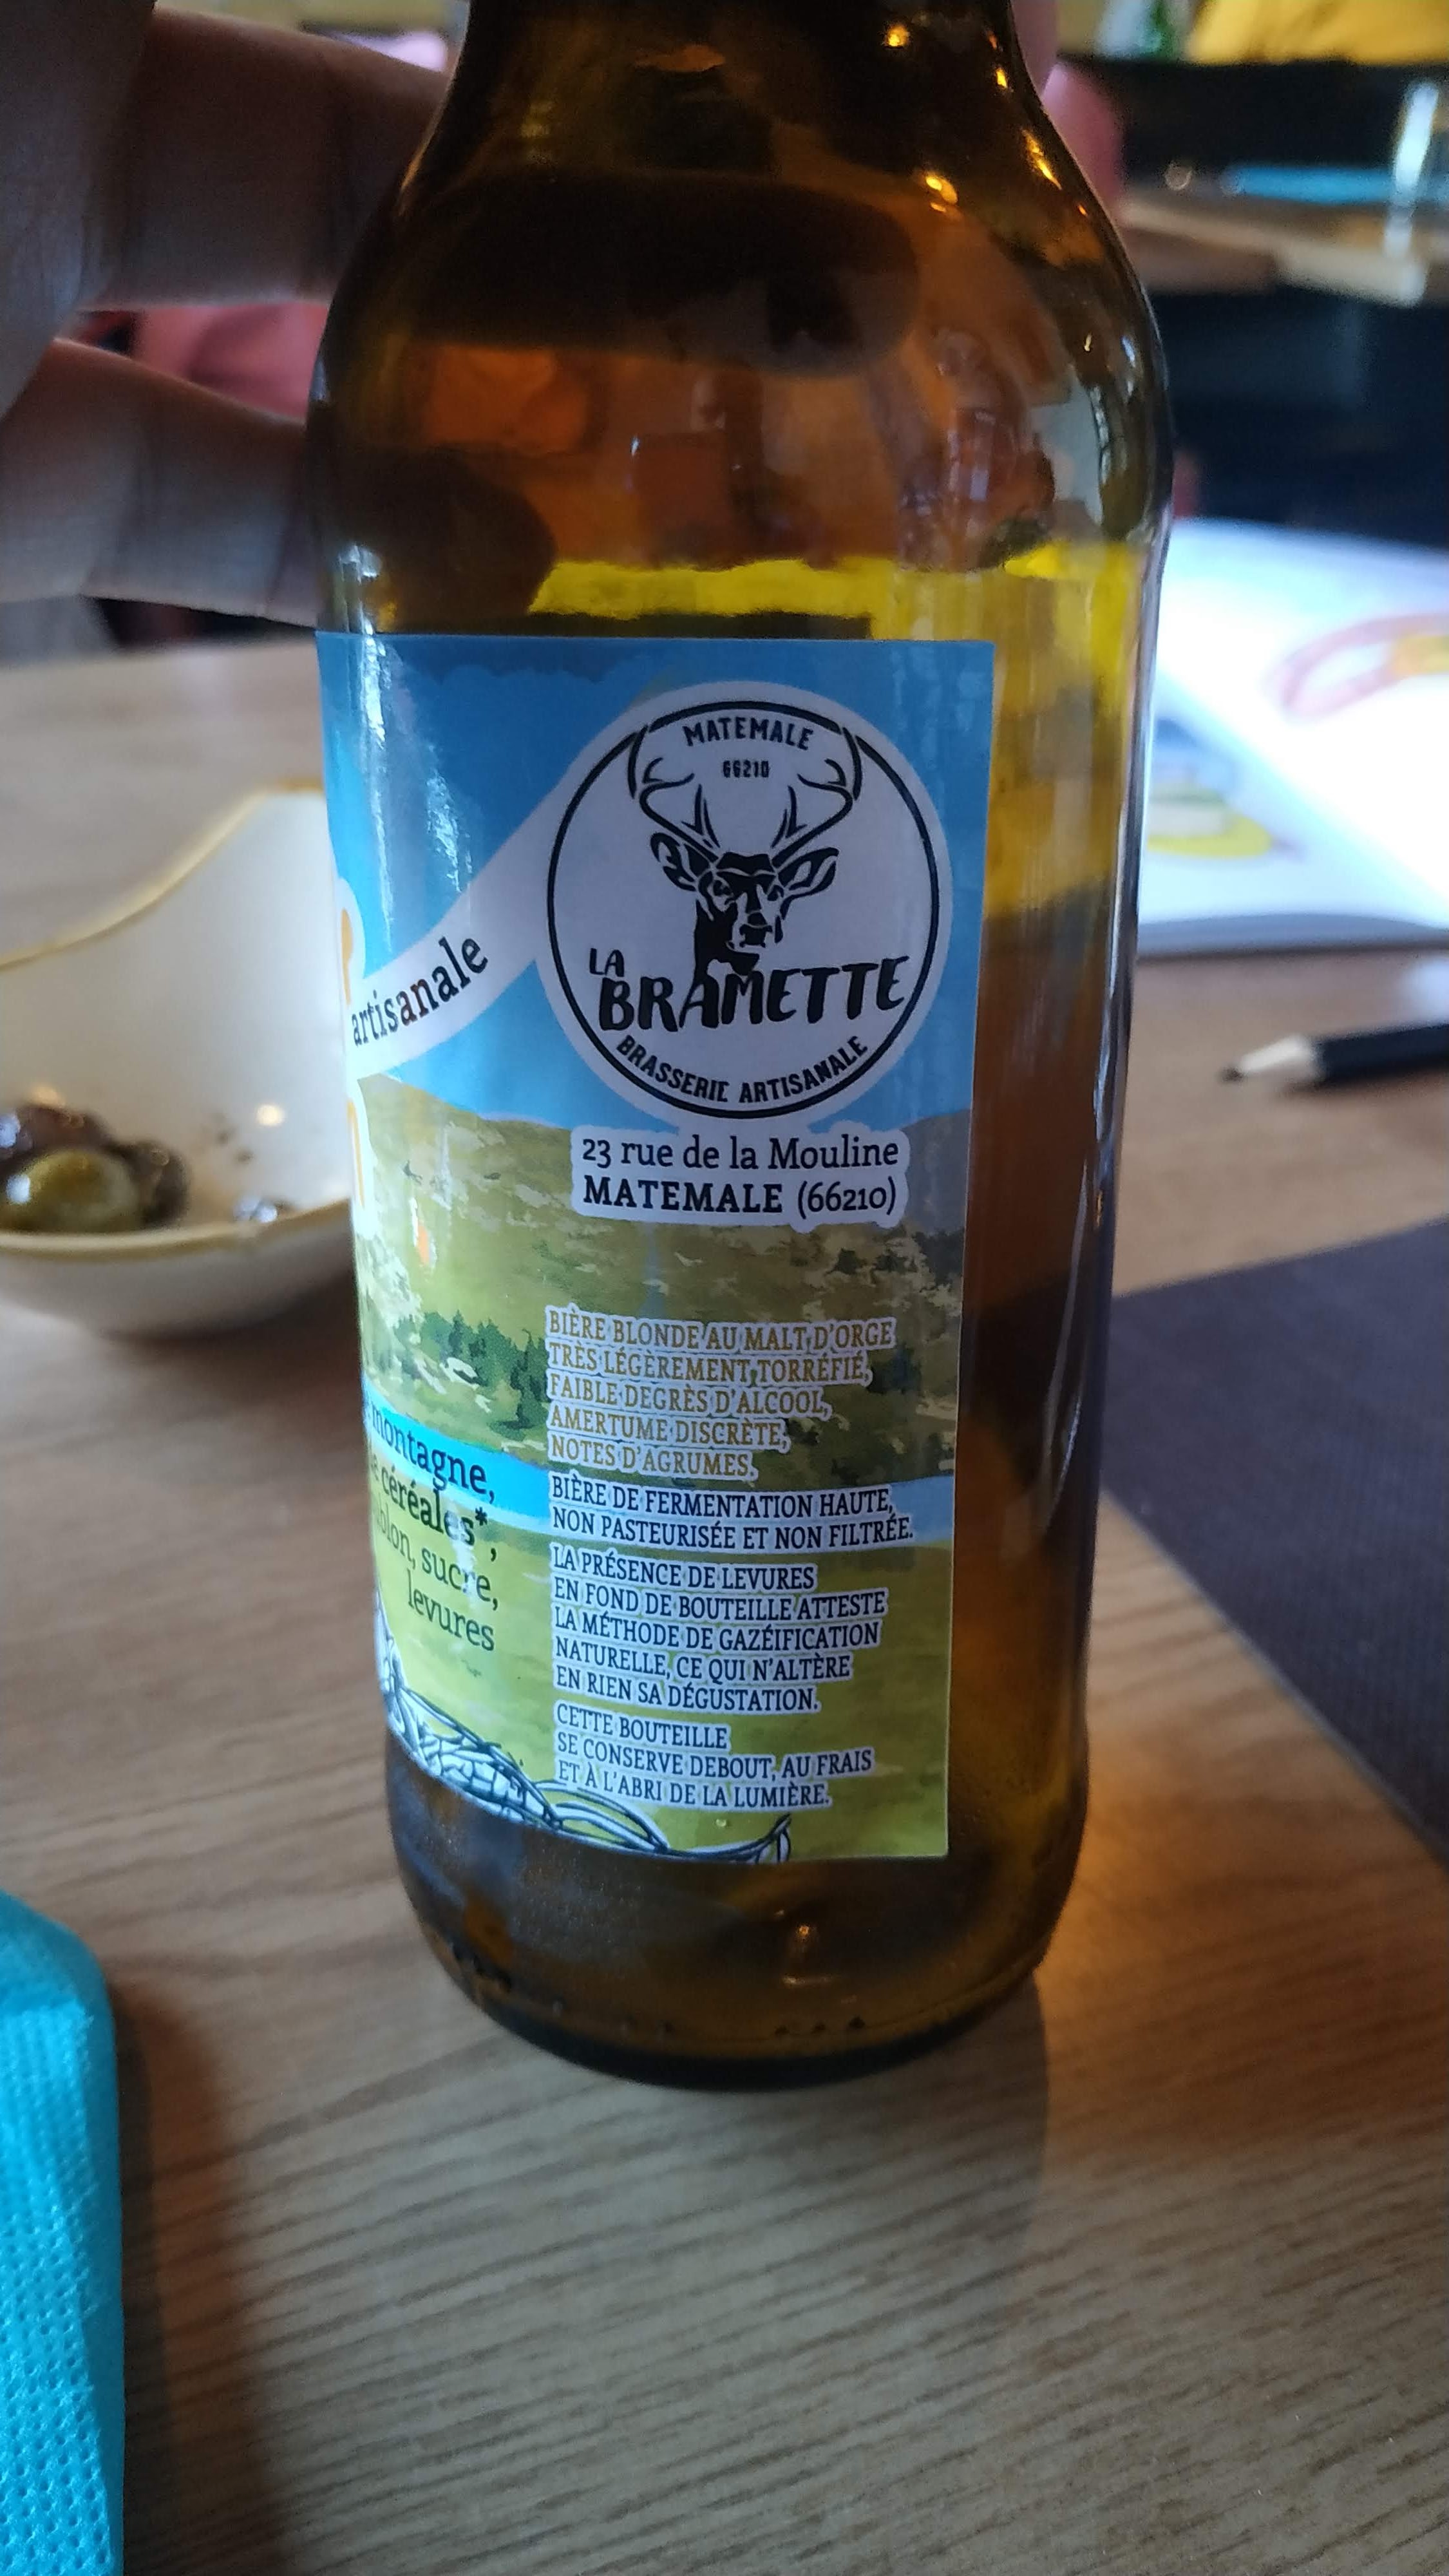 MATEMALE
66210
LA
BRAMETTE
BRASSERIE ARTISANALE
artisanale
23 rue de la Mouline
MATEMALE (66210)
montagne,
céréales*,
sucre,
levures
BIÈRE BLONDE AU MALT D'ORGE
TRÈS LÉGÈREMENT TORRÉFIÉ,
FAIBLE DEGRÈS D'ALCOOL,
AMERTUME DISCRÈTE,
NOTES D'AGRUMES.
BIÈRE DE FERMENTATION HAUTE,
NON PASTEURISÉE ET NON FILTRÉE.
LA PRÉSENCE DE LEVURES
EN FOND DE BOUTEILLE ATTESTE
LA MÉTHODE DE GAZÉIFICATION
NATURELLE, CE QUI N'ALTÈRE
EN RIEN SA DÉGUSTATION.
CETTE BOUTEILLE
SE CONSERVE DEBOUT, AU FRAIS
ET À L'ABRI DE LA LUMIÈRE.